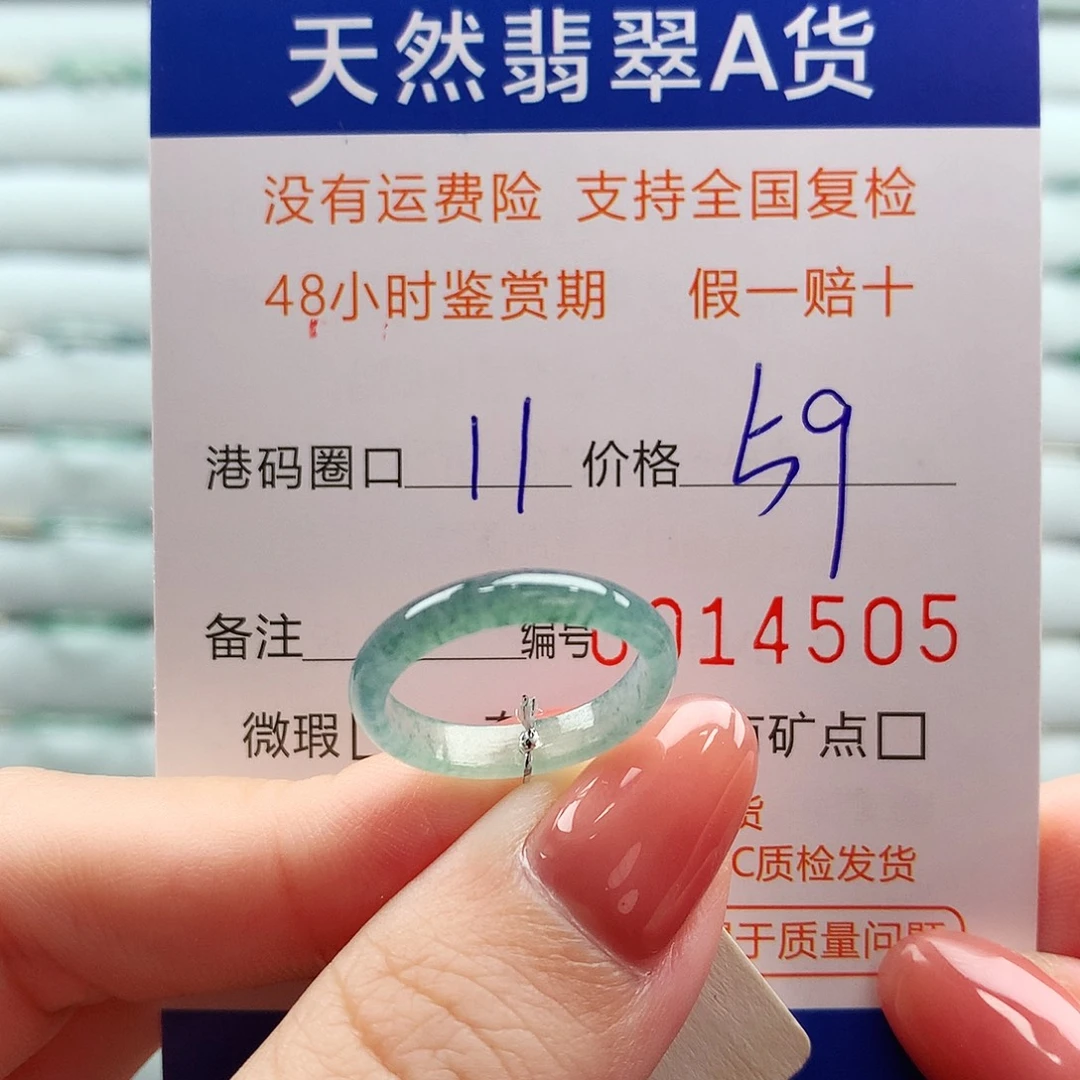 天然翡翠A货
没有运费险 支持全国复检
48小时鉴赏期 假一赔十
港码圈口 11 价格 59
备注 编号 014505
微瑕 矿点
货
C质检发货
于质量问题